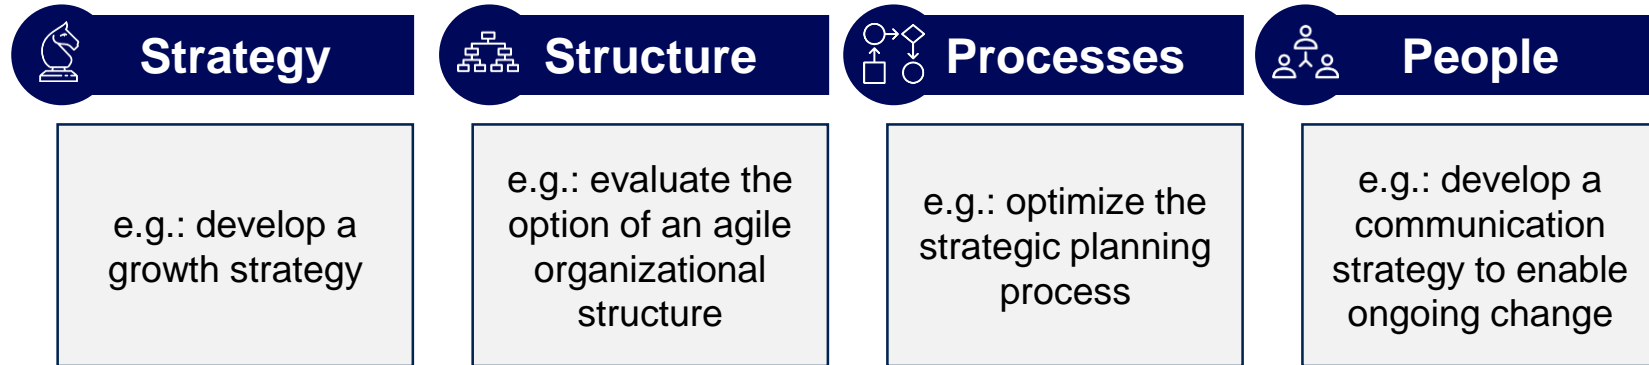 Strategy
e.g.: develop a
growth strategy
Structure
e.g.: evaluate the
option of an agile
organizational
structure
Processes
e.g.: optimize the
strategic planning
process
People
e.g.: develop a
communication
strategy to enable
ongoing change